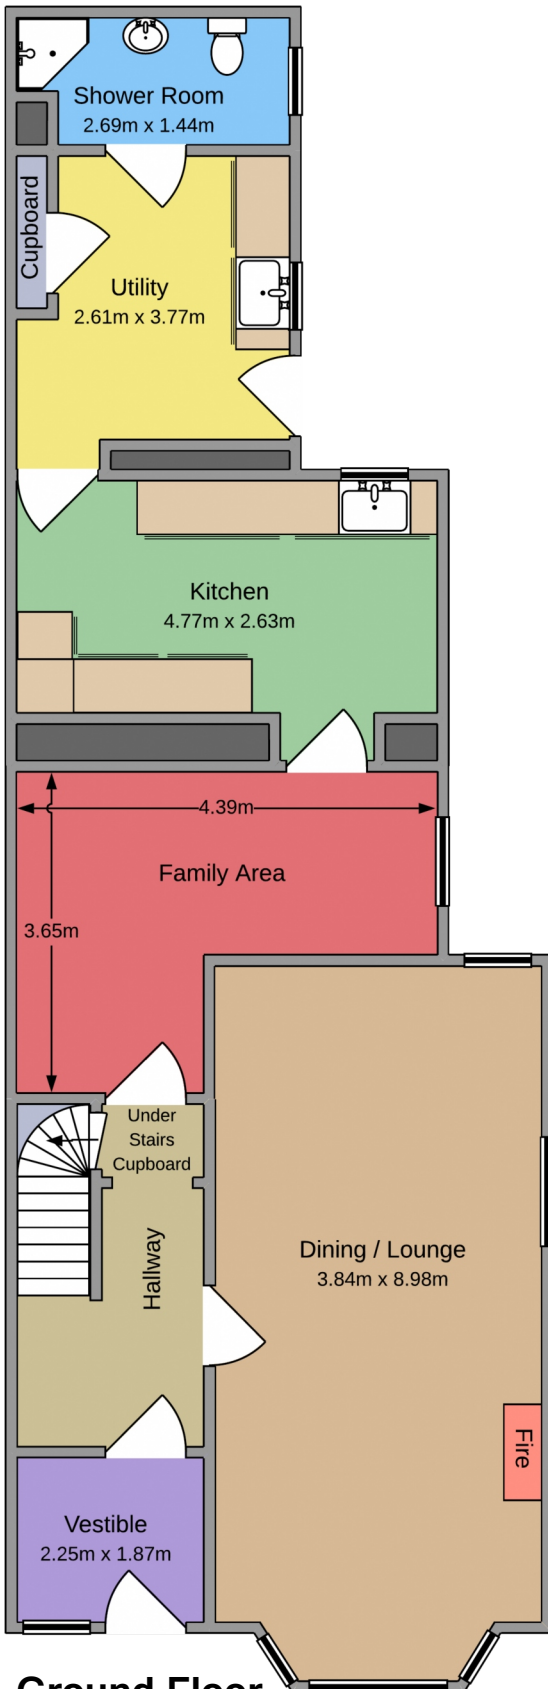 Shower Room
2.69m x 1.44m
Cupboard
Utility
2.61m x 3.77m
Kitchen
4.77m x 2.63m
4.39m
Family Area
3.65m
Under
Stairs
Cupboard
Hallway
Dining / Lounge
3.84m x 8.98m
Fire
Vestible
2.25m x 1.87m
Ground Floor